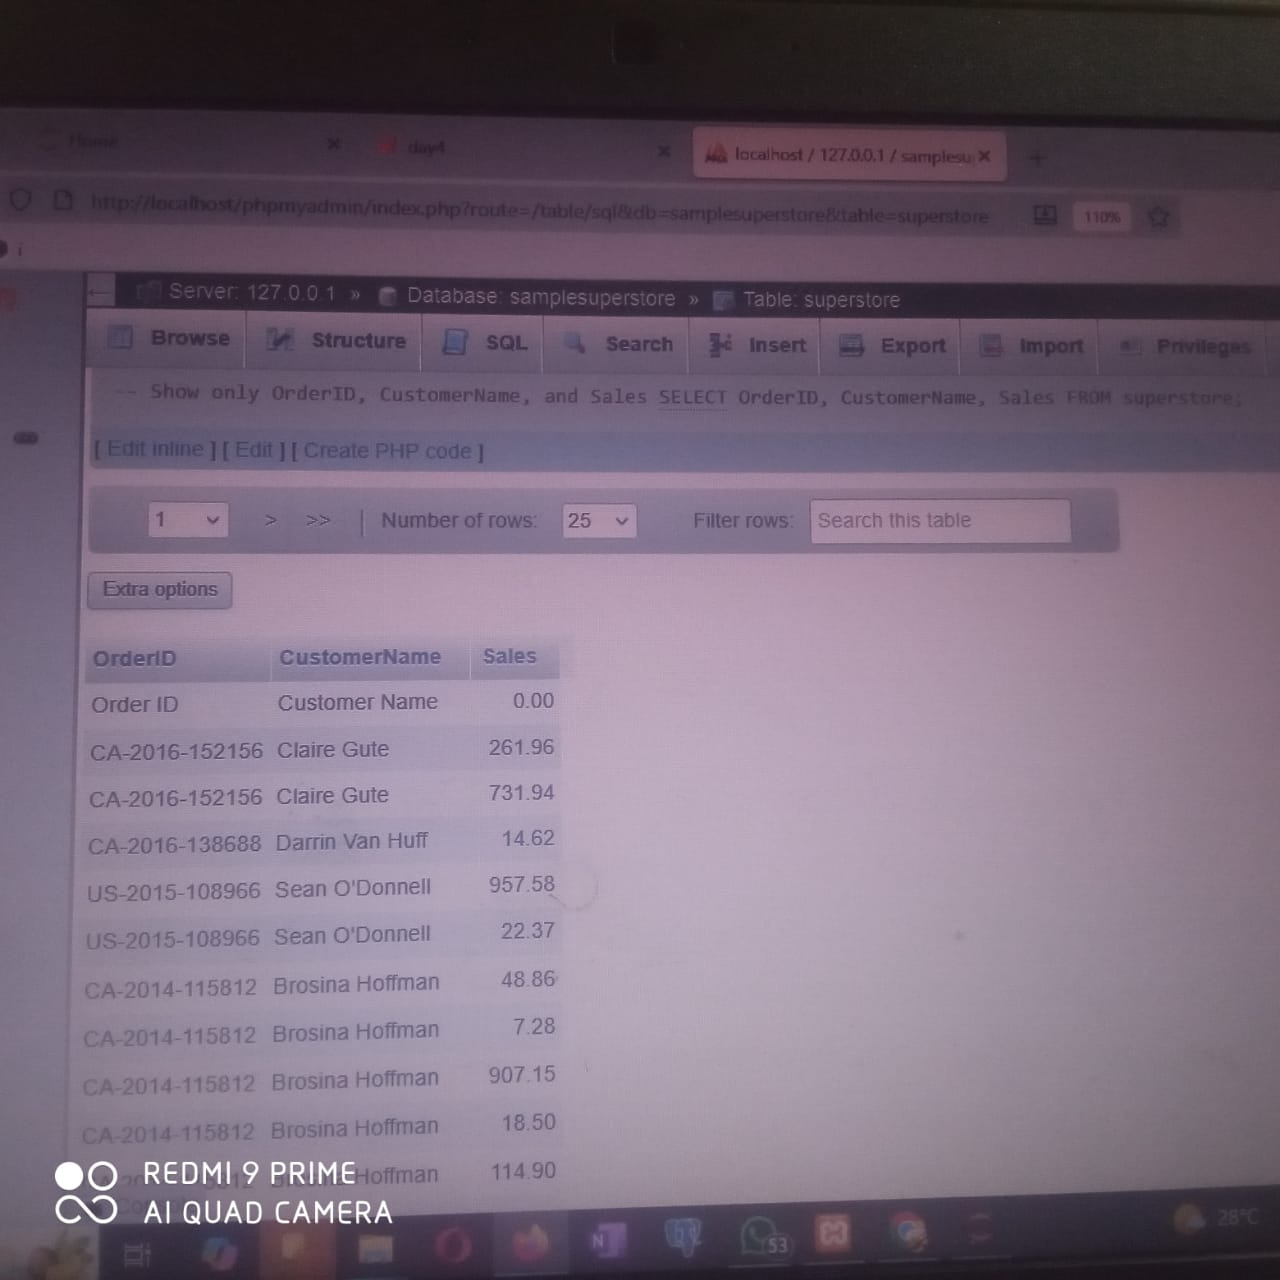 Home
day4
localhost / 127.0.0.1 / samplesu
http://localhost/phpmyadmin/index.php?route=/table/sql&db=samplesuperstore&table=superstore
110%
Server: 127.0.0.1 » Database: samplesuperstore » Table: superstore
Browse Structure SQL Search Insert Export Import Privileges
-- Show only OrderID, CustomerName, and Sales SELECT OrderID, CustomerName, Sales FROM superstore;
[ Edit inline ] [ Edit ] [ Create PHP code ]
1 > >> | Number of rows: 25 Filter rows: Search this table
Extra options
OrderID CustomerName Sales
Order ID Customer Name 0.00
CA-2016-152156 Claire Gute 261.96
CA-2016-152156 Claire Gute 731.94
CA-2016-138688 Darrin Van Huff 14.62
US-2015-108966 Sean O'Donnell 957.58
US-2015-108966 Sean O'Donnell 22.37
CA-2014-115812 Brosina Hoffman 48.86
CA-2014-115812 Brosina Hoffman 7.28
CA-2014-115812 Brosina Hoffman 907.15
CA-2014-115812 Brosina Hoffman 18.50
Hoffman 114.90
REDMI 9 PRIME
AI QUAD CAMERA
53
28°C